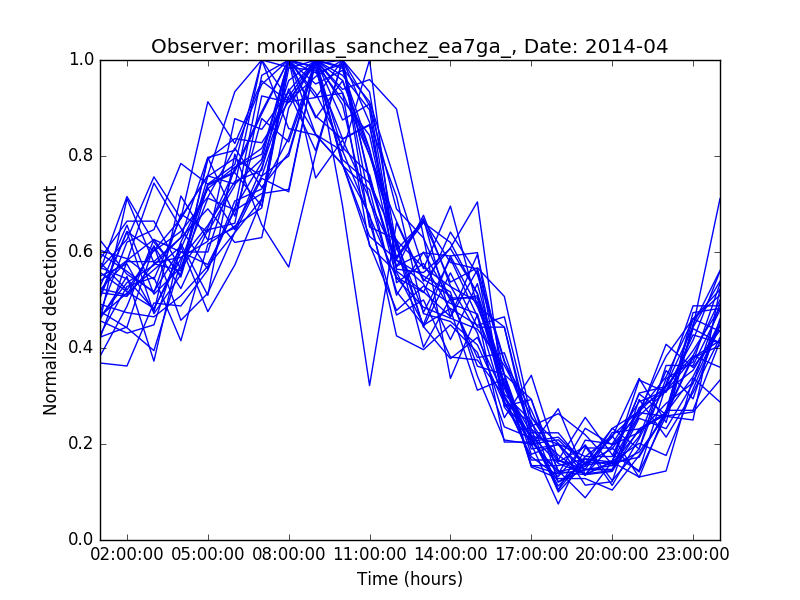 Observer: morillas_sanchez_ea7ga_, Date: 2014-04
Normalized detection count
1.0
0.8
0.6
0.4
0.2
0.0
02:00:00 05:00:00 08:00:00 11:00:00 14:00:00 17:00:00 20:00:00 23:00:00
Time (hours)